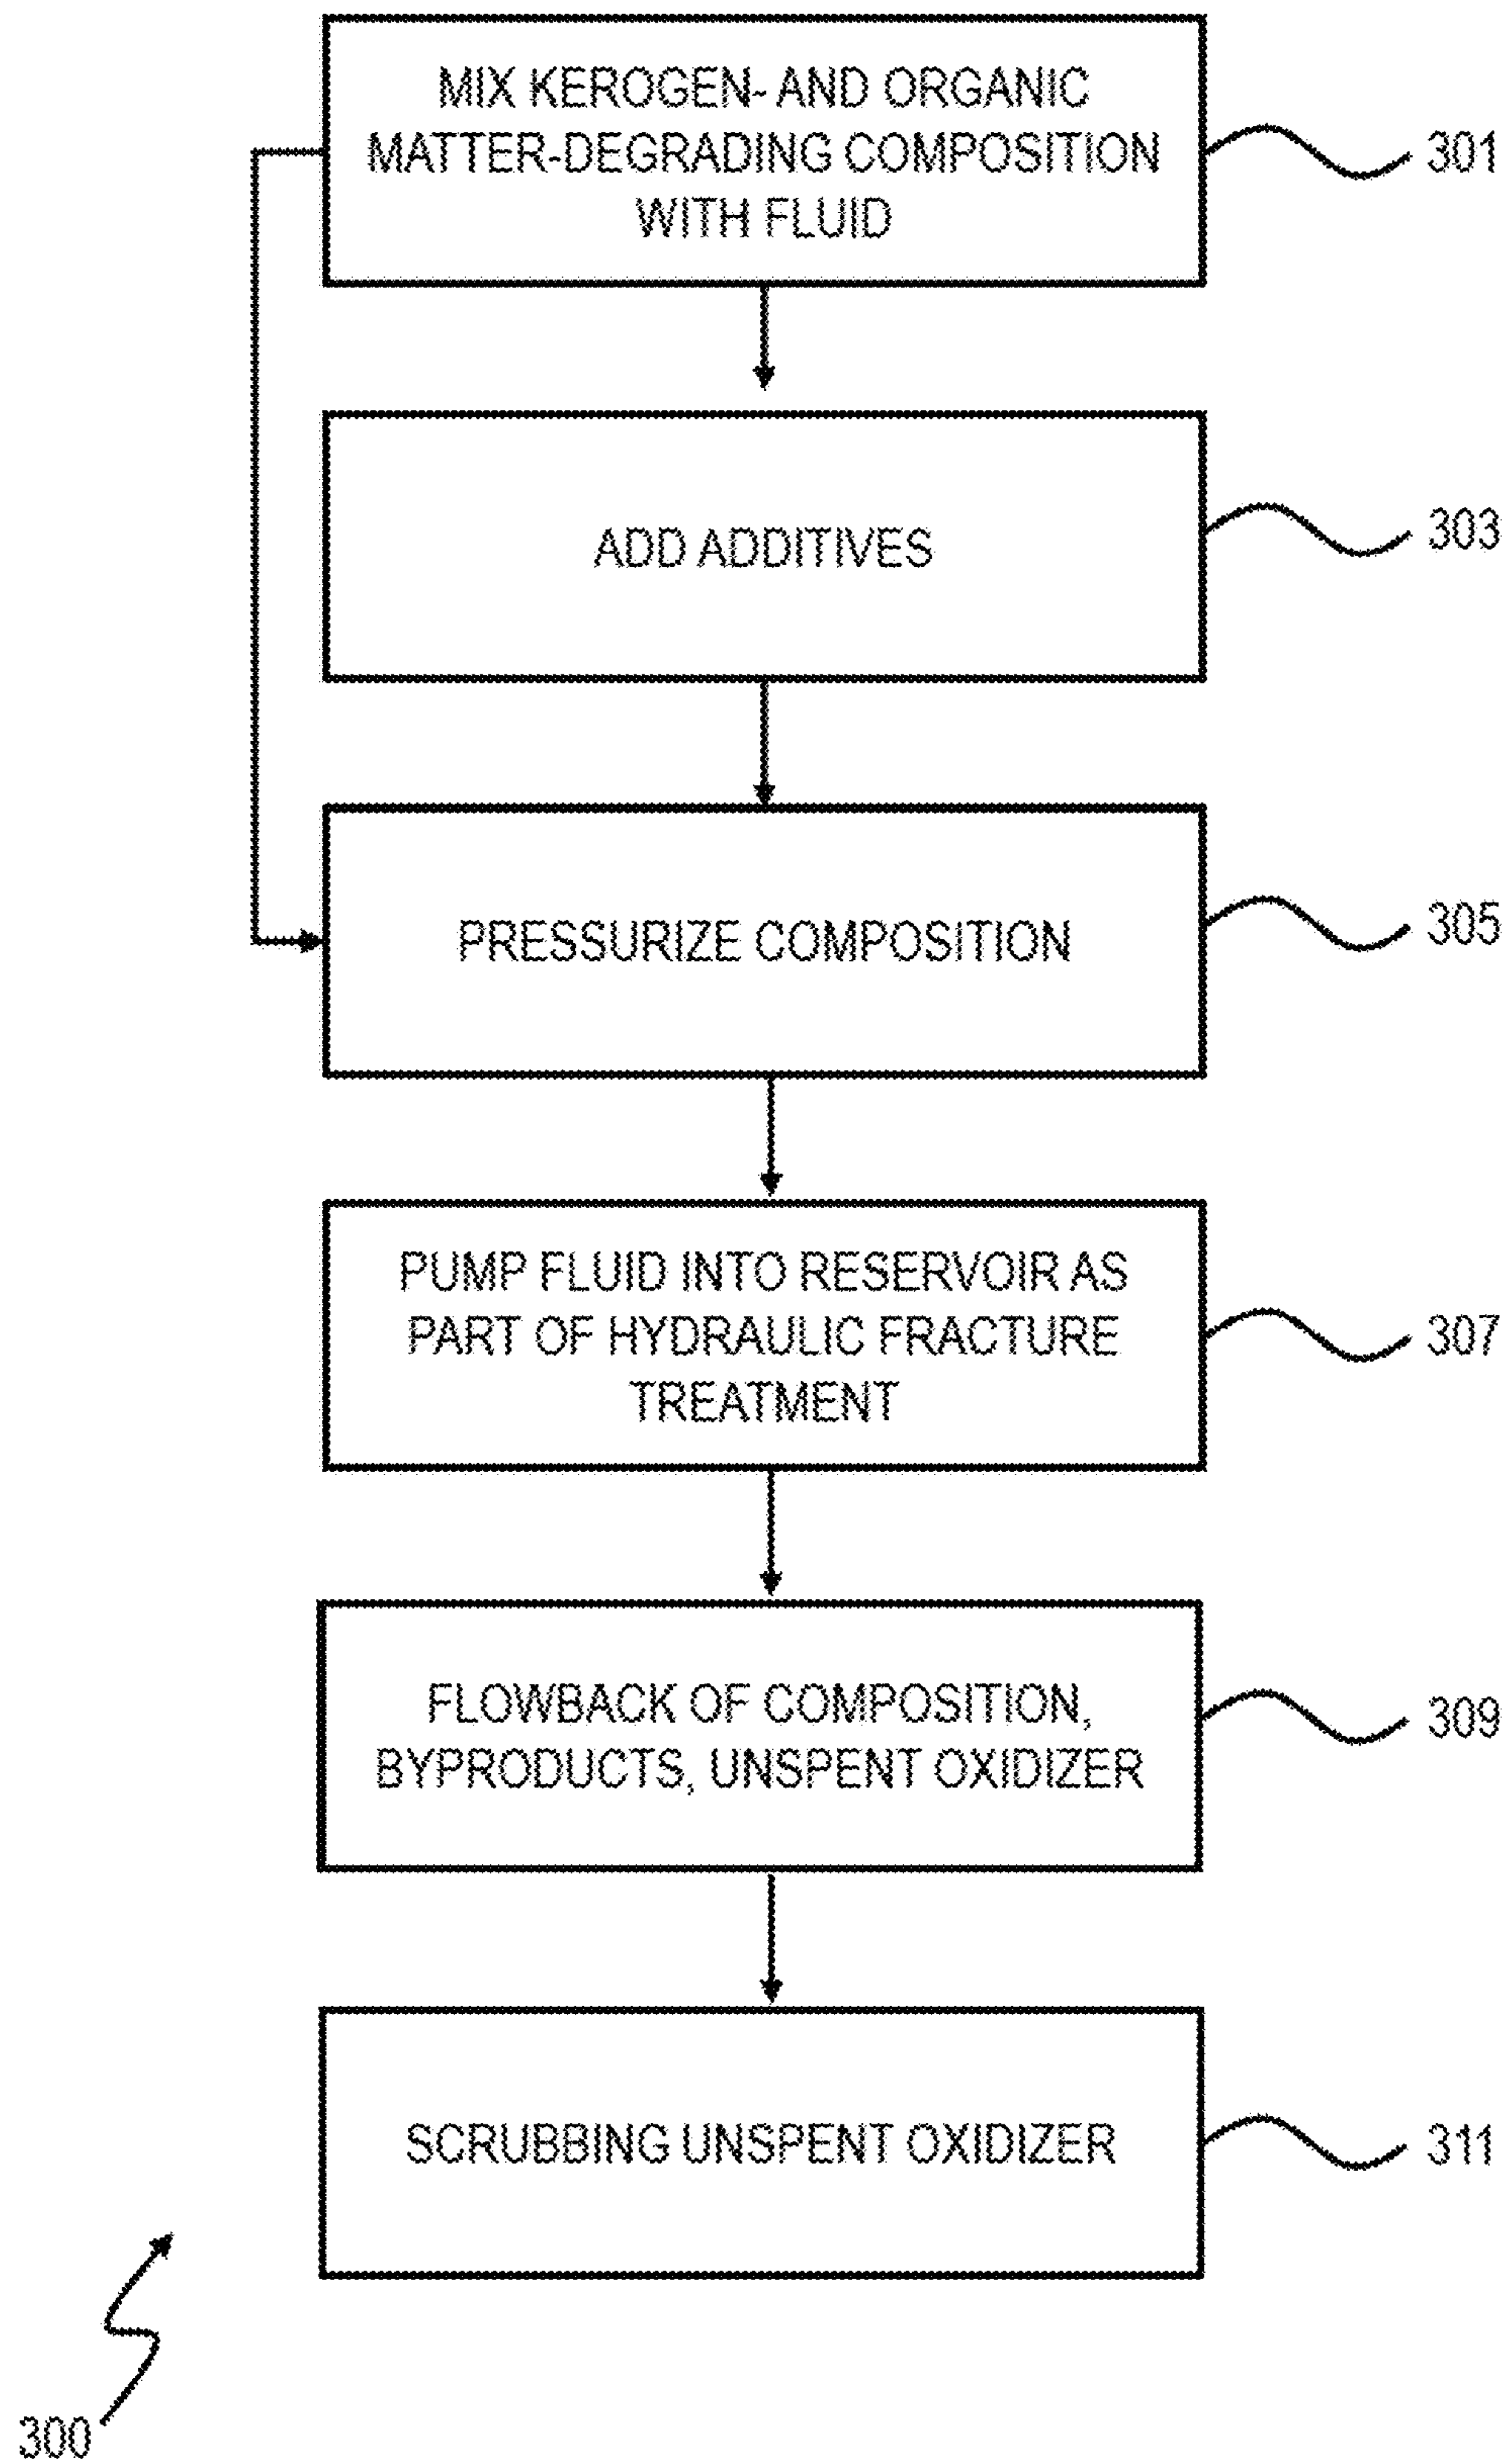 MIX KEROGEN- AND ORGANIC
MATTER-DEGRADING COMPOSITION
WITH FLUID
301
ADD ADDITIVES
303
PRESSURIZE COMPOSITION
305
PUMP FLUID INTO RESERVOIR AS
PART OF HYDRAULIC FRACTURE
TREATMENT
307
FLOWBACK OF COMPOSITION,
BYPRODUCTS, UNSPENT OXIDIZER
309
SCRUBBING UNSPENT OXIDIZER
311
300